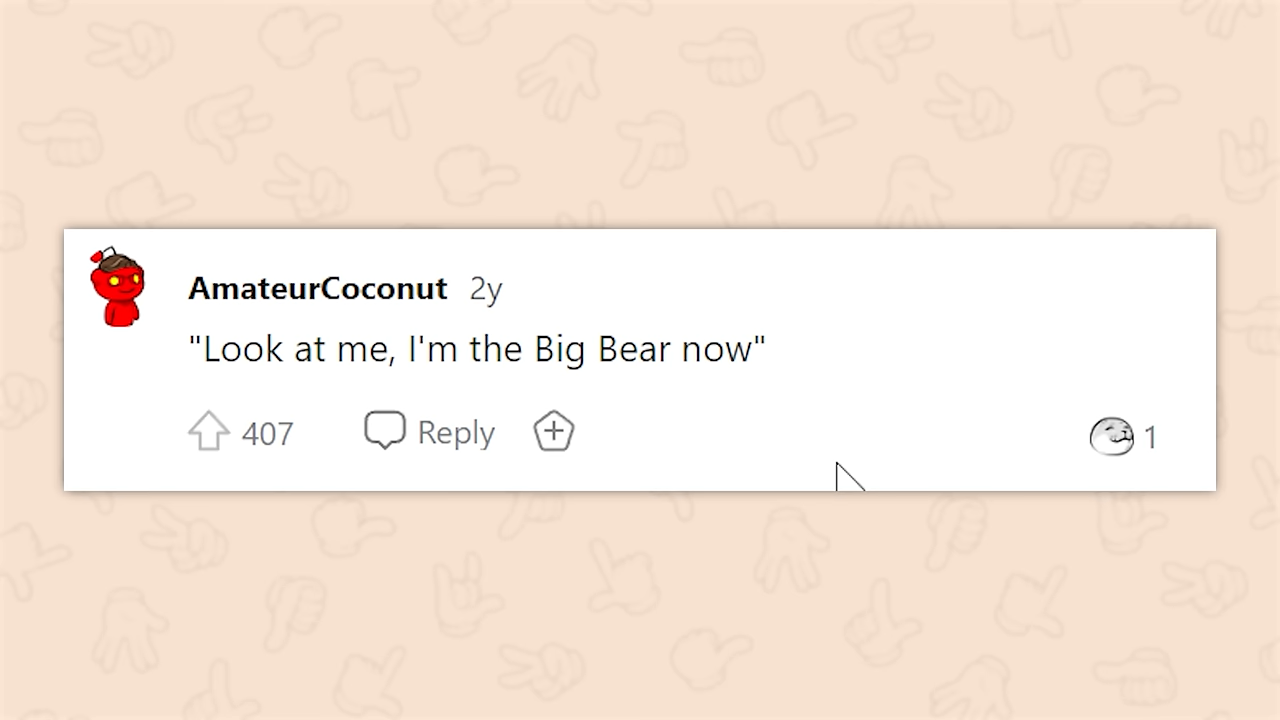 AmateurCoconut 2y
"Look at me, I'm the Big Bear now"
407 Reply 1